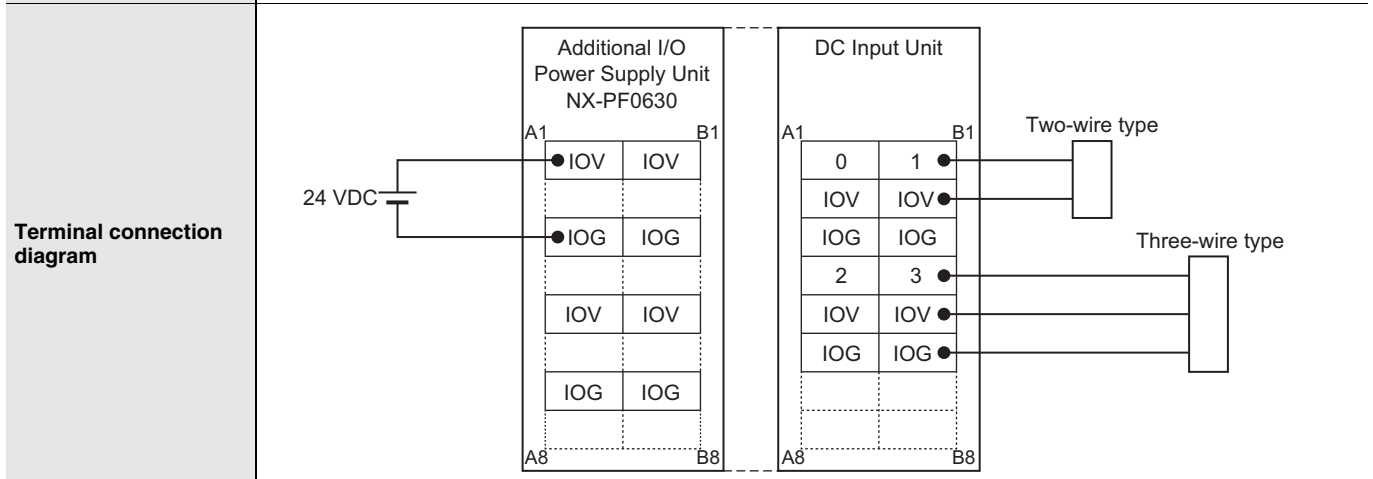 Terminal connection
diagram
24 VDC
Additional I/O
Power Supply Unit
NX-PF0630
A1 B1
IOV IOV
IOG IOG
IOV IOV
IOG IOG
A8 B8
DC Input Unit
A1 B1
0 1
IOV IOV
IOG IOG
2 3
IOV IOV
IOG IOG
A8 B8
Two-wire type
Three-wire type